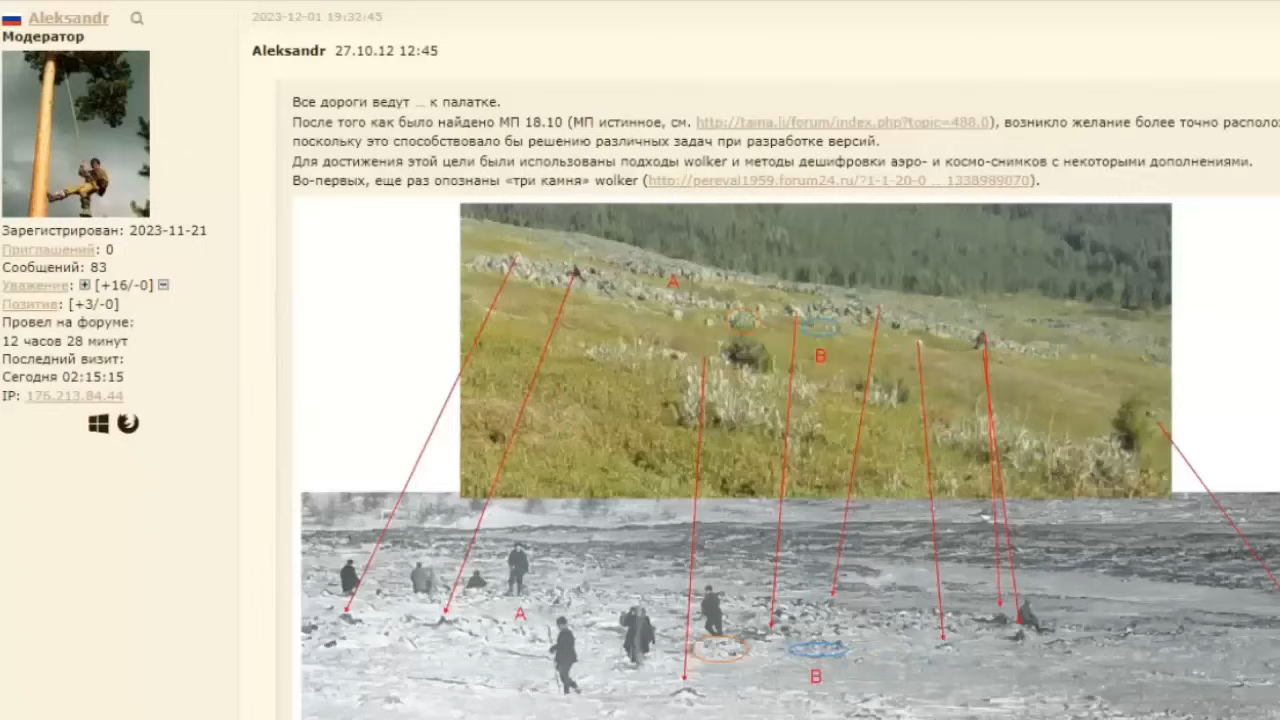 Aleksandr
Модератор
Зарегистрирован: 2023-11-21
Приглашений: 0
Сообщений: 83
Уважение: [+16/-0]
Позитив: [+3/-0]
Провел на форуме:
12 часов 28 минут
Последний визит:
Сегодня 02:15:15
IP: 176.213.84.44
2023-12-01 19:32:45
Aleksandr 27.10.12 12:45
Все дороги ведут ... к палатке.
После того как было найдено МП 18.10 (МП истинное, см. http://taina.li/forum/index.php?topic=488.0), возникло желание более точно располо
поскольку это способствовало бы решению различных задач при разработке версий.
Для достижения этой цели были использованы подходы wolker и методы дешифровки аэро- и космо-снимков с некоторыми дополнениями.
Во-первых, еще раз опознаны «три камня» wolker (http://pereval1959.forum24.ru/?1-1-20-0 ... 1338989070).
A
B
A
B